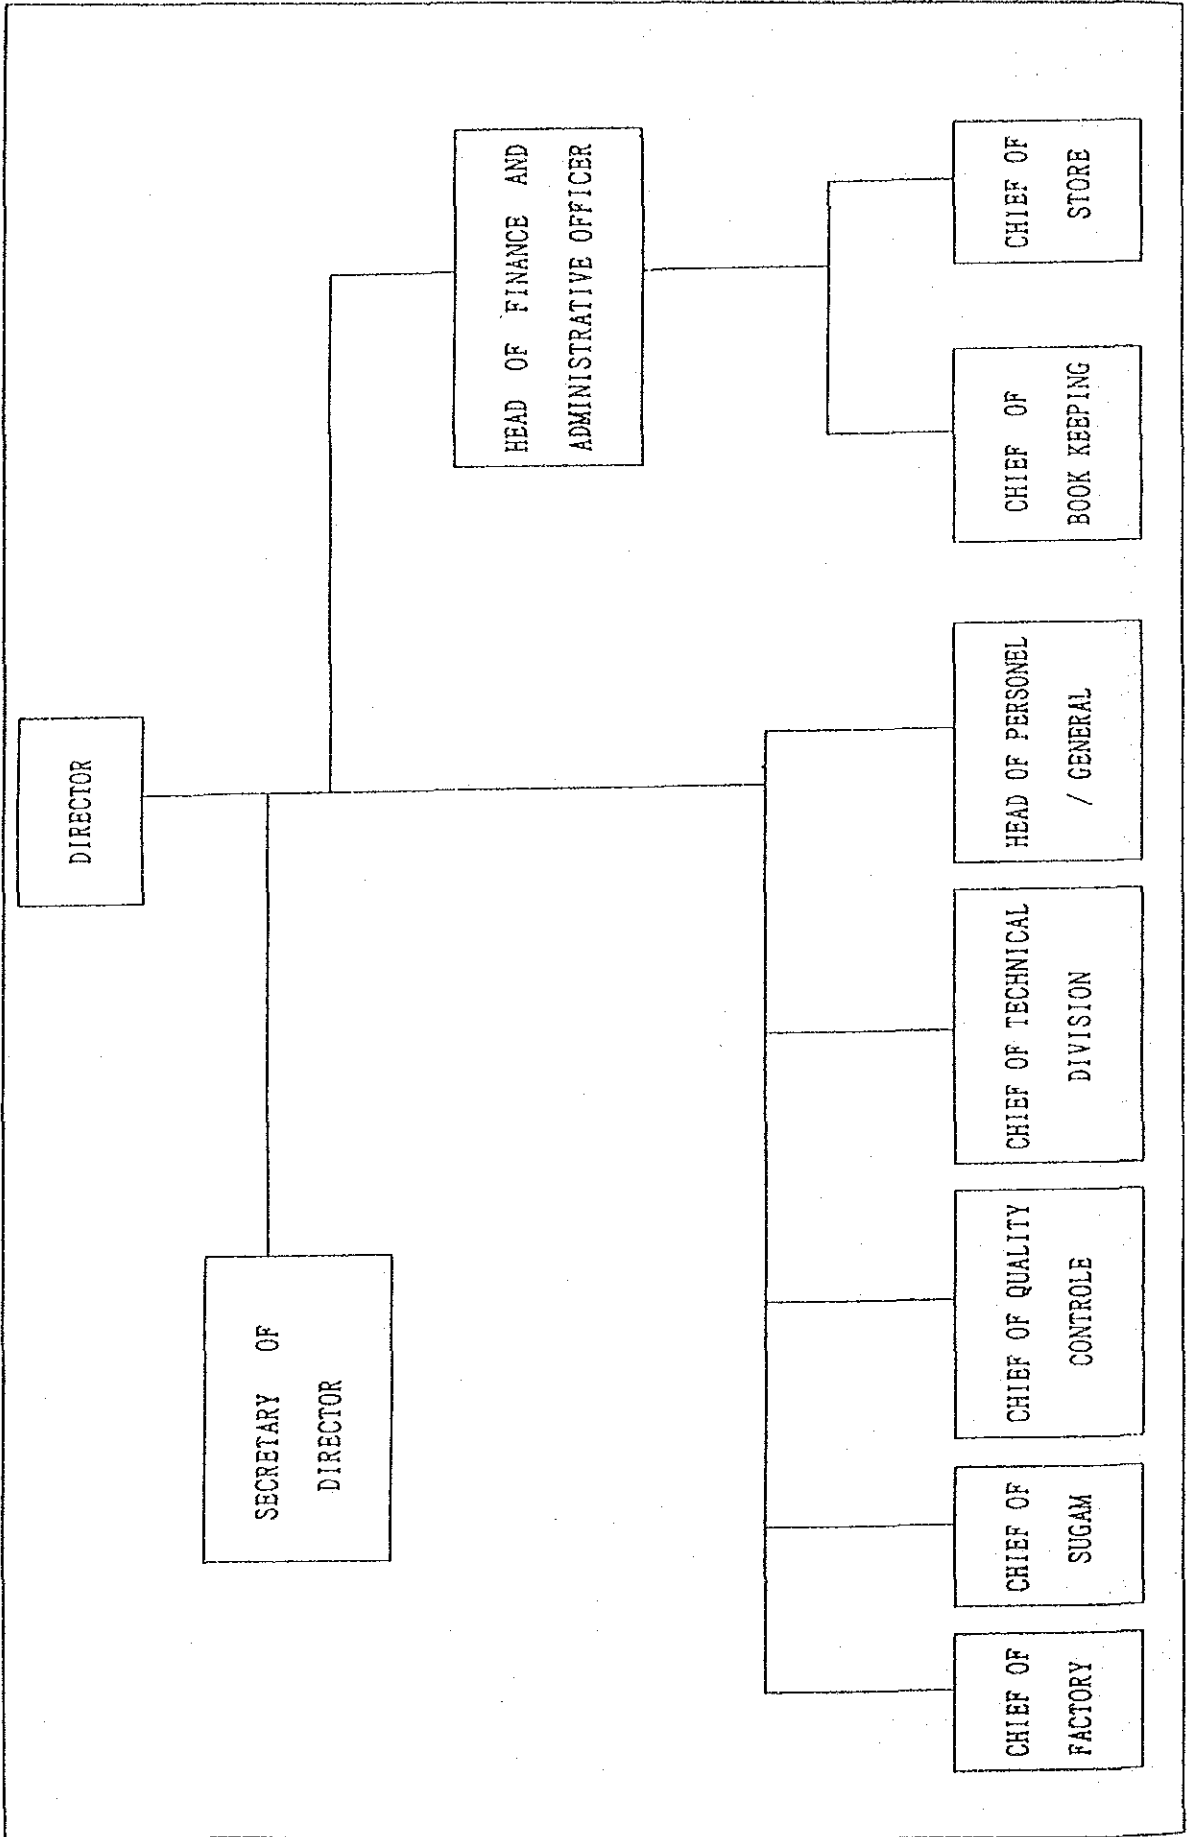 DIRECTOR
SECRETARY OF
DIRECTOR
HEAD OF FINANCE AND
ADMINISTRATIVE OFFICER
CHIEF OF
FACTORY
CHIEF OF
SUGAM
CHIEF OF QUALITY
CONTROLE
CHIEF OF TECHNICAL
DIVISION
HEAD OF PERSONEL
/ GENERAL
CHIEF OF
BOOK KEEPING
CHIEF OF
STORE